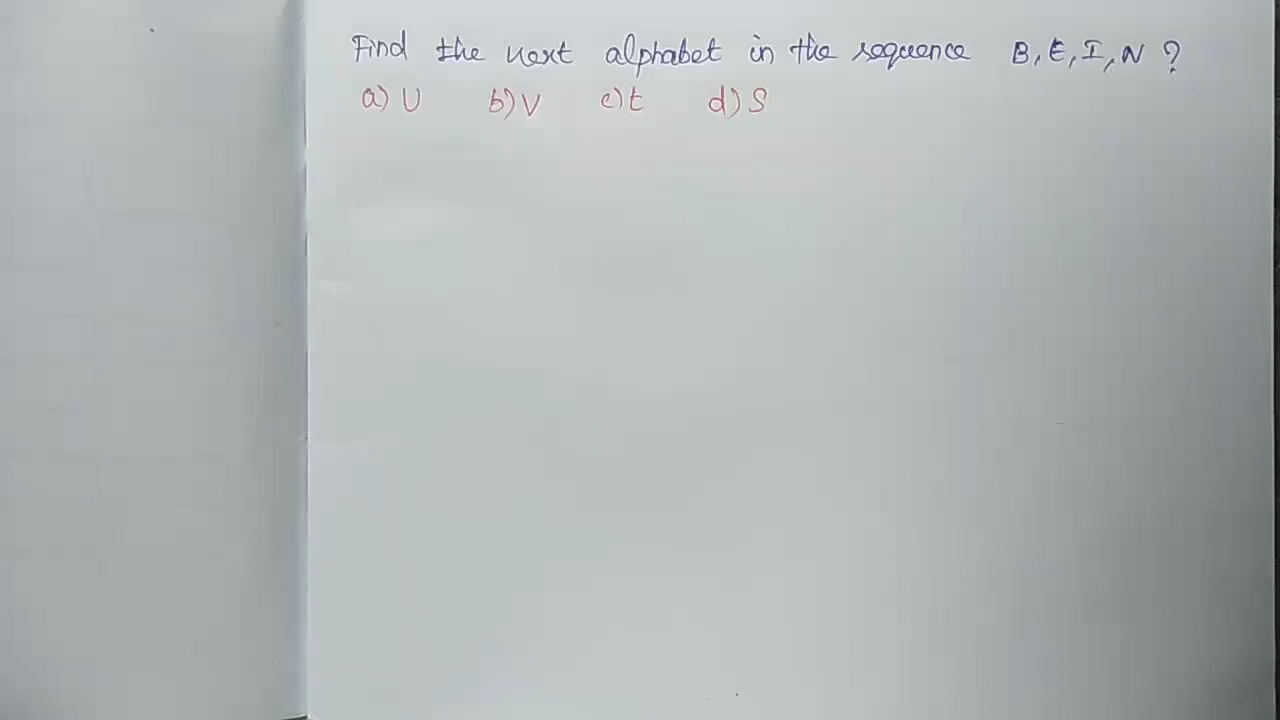 Find the next alphabet in the sequence B, E, I, N ?
a) U b) V c) t d) S